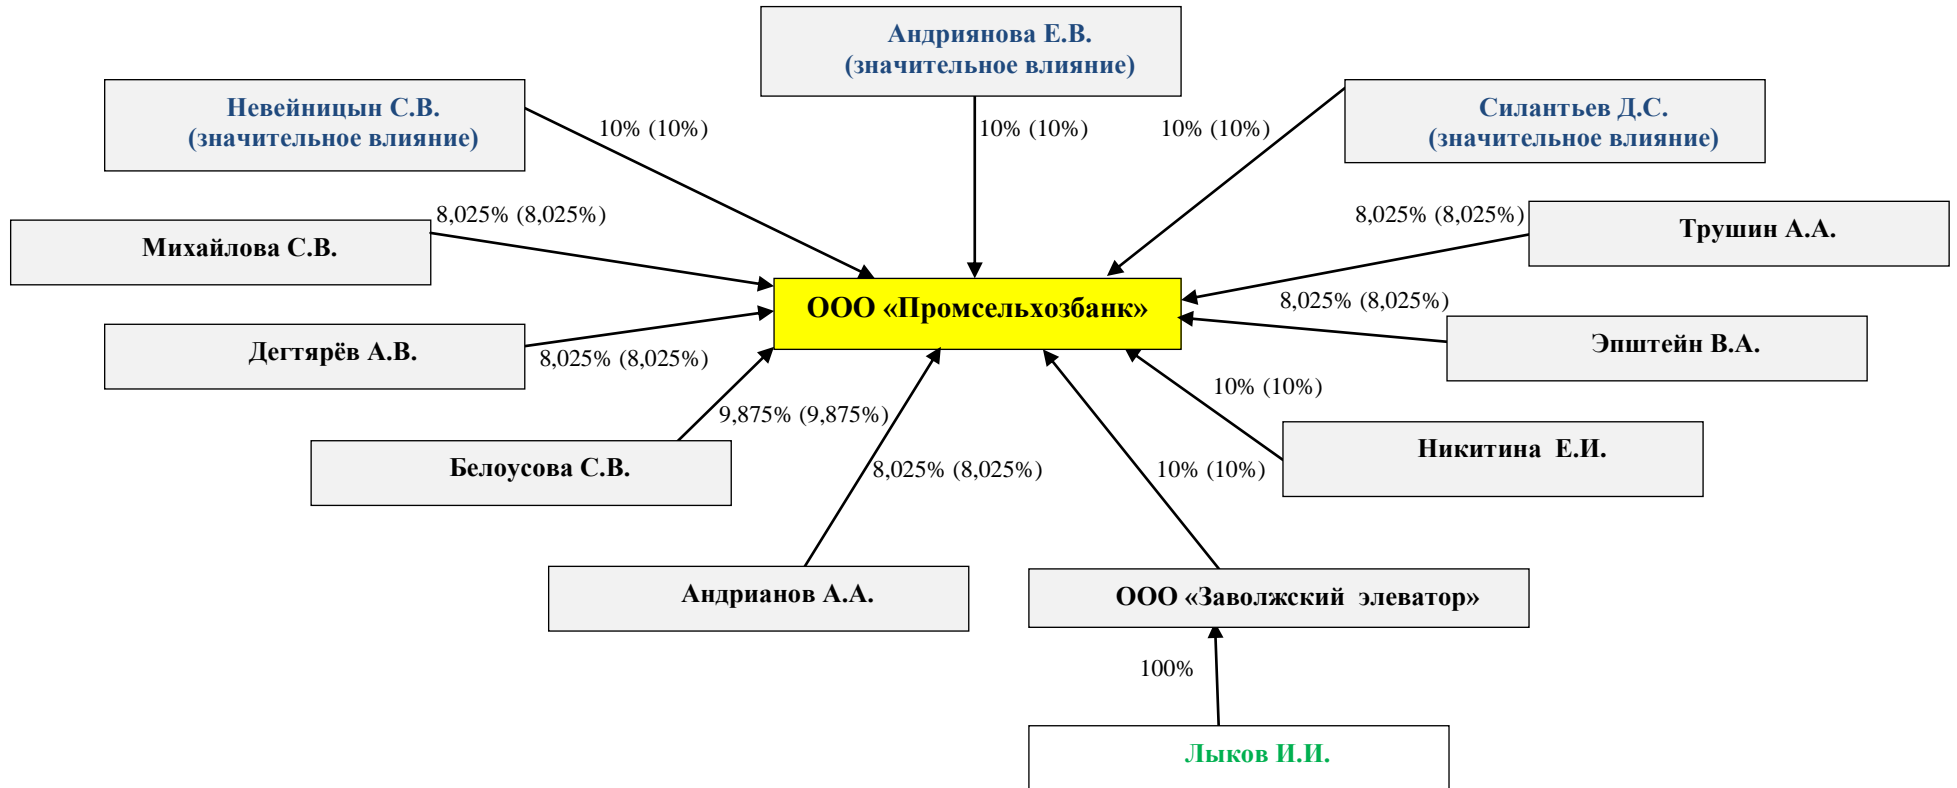 Андриянова Е.В.
(значительное влияние)
Невейницын С.В.
(значительное влияние)
Силантьев Д.С.
(значительное влияние)
10% (10%)
10% (10%)
10% (10%)
Михайлова С.В.
8,025% (8,025%)
8,025% (8,025%)
Трушин А.А.
ООО «Промсельхозбанк»
8,025% (8,025%)
Дегтярёв А.В.
8,025% (8,025%)
Эпштейн В.А.
9,875% (9,875%)
10% (10%)
Белоусова С.В.
8,025% (8,025%)
10% (10%)
Никитина Е.И.
Андрианов А.А.
ООО «Заволжский элеватор»
100%
Лыков И.И.